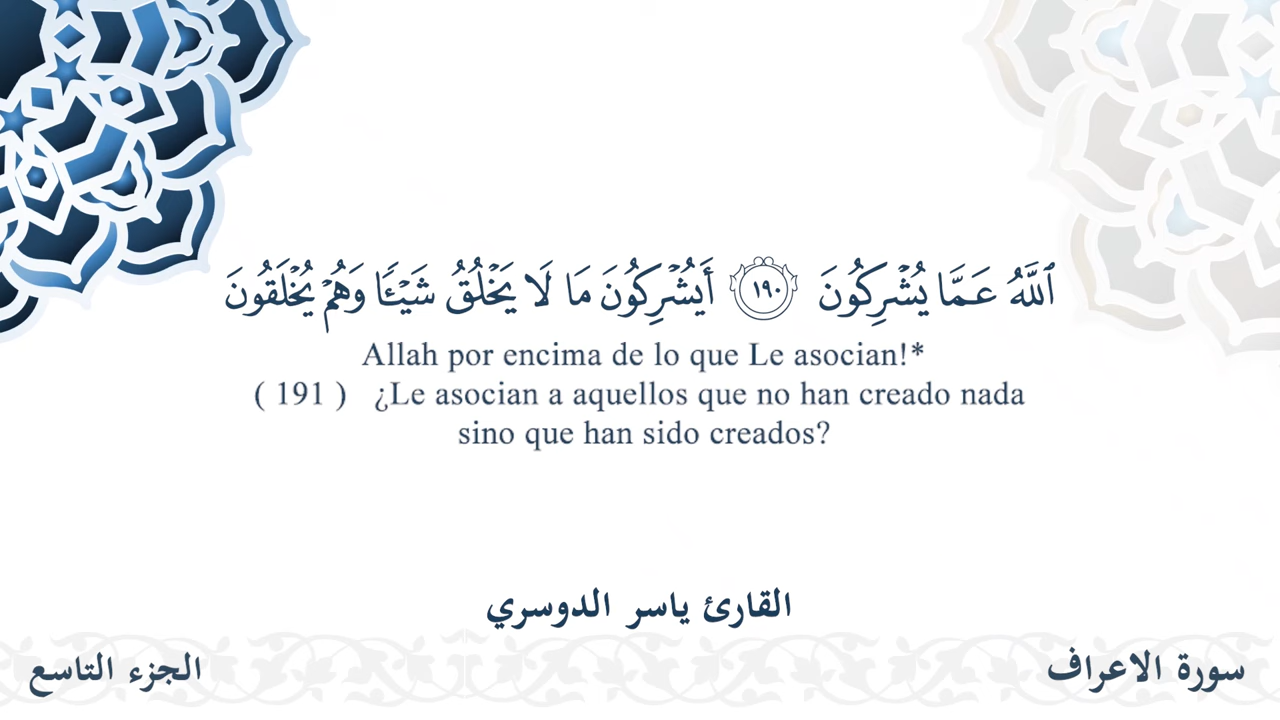 ٱللَّهُ عَمَّا يُشْرِكُونَ ١٩٠ أَيُشْرِكُونَ مَا لَا يَخْلُقُ شَيْـًٔا وَهُمْ يُخْلَقُونَ
Allah por encima de lo que Le asocian!*
( 191 ) ¿Le asocian a aquellos que no han creado nada
sino que han sido creados?
القارئ ياسر الدوسري
سورة الاعراف
الجزء التاسع